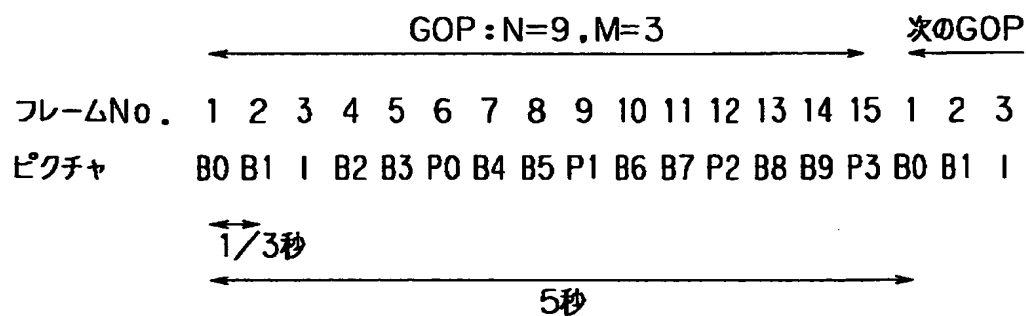 GOP:N=9,M=3 次のGOP
フレームNo. 1 2 3 4 5 6 7 8 9 10 11 12 13 14 15 1 2 3
ピクチャ B0 B1 I B2 B3 P0 B4 B5 P1 B6 B7 P2 B8 B9 P3 B0 B1 I
1/3秒
5秒